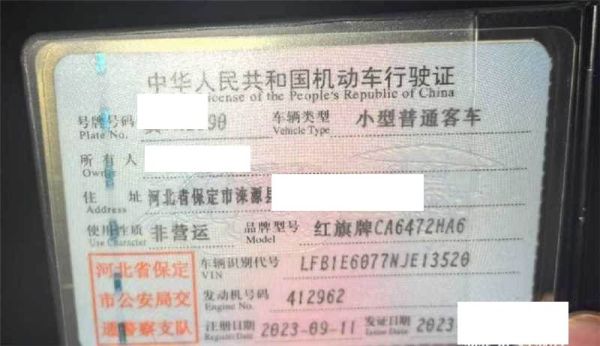 中华人民共和国机动车行驶证
icense of the People's Republic of China
号牌号码 90 车辆类型 小型普通客车
Plate No. Vehicle Type
所有人
Owner
住址 河北省保定市涞源县
Address
使用性质 非营运 品牌型号 红旗牌CA6472HA6
Use Character Model
河北省保定
市公安局交
通警察支队
车辆识别代号 LFB1E6077NJE13520
VIN
发动机号码 412962
Engine No.
注册日期 2023-09-11 发证日期 2023
Register Date Issue Date